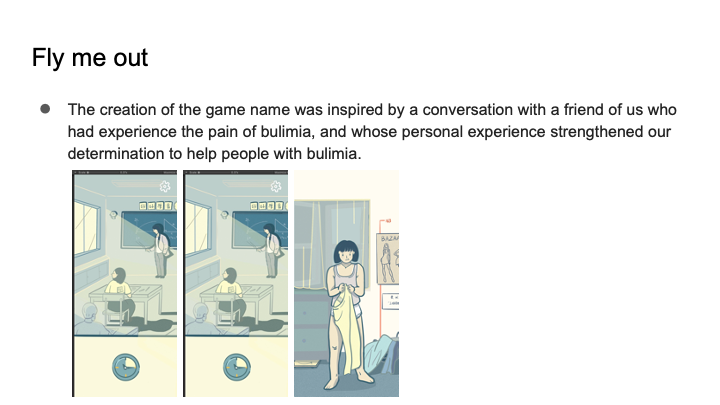 Fly me out
The creation of the game name was inspired by a conversation with a friend of us who
had experience the pain of bulimia, and whose personal experience strengthened our
determination to help people with bulimia.
BAZAA